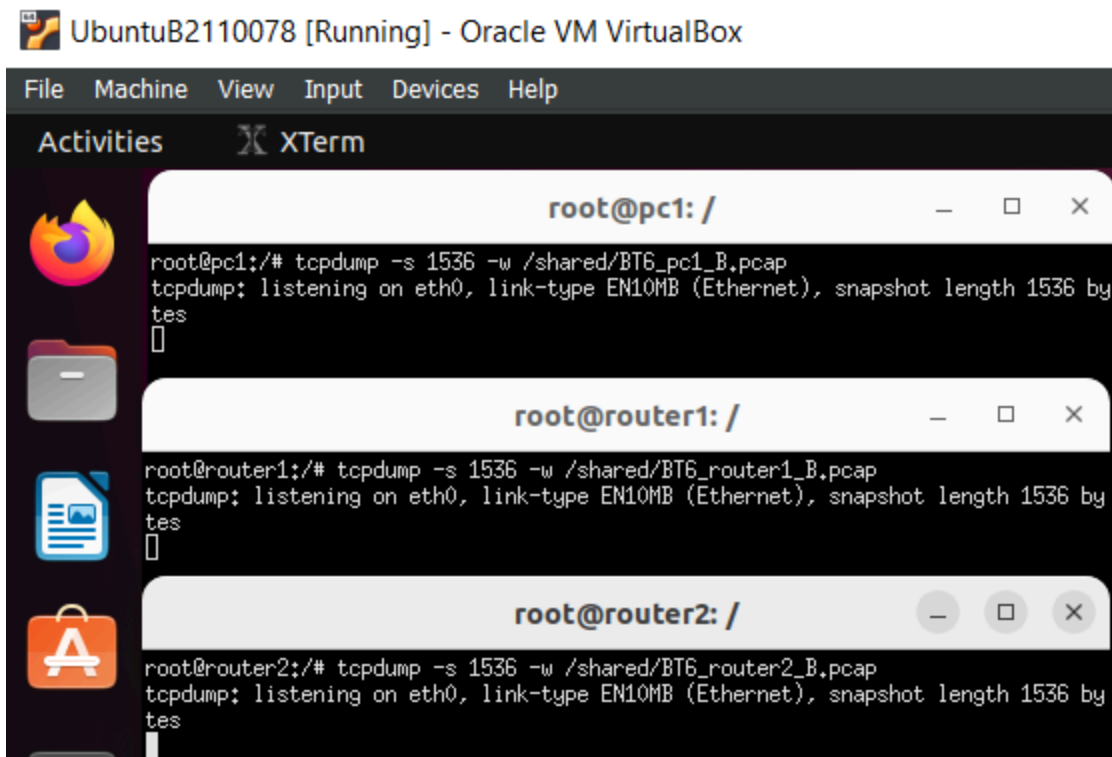 UbuntuB2110078 [Running] - Oracle VM VirtualBox
File Machine View Input Devices Help
Activities XTerm
root@pc1: /
root@pc1:/# tcpdump -s 1536 -w /shared/BT6_pc1_B.pcap
tcpdump: listening on eth0, link-type EN10MB (Ethernet), snapshot length 1536 by
tes
root@router1: /
root@router1:/# tcpdump -s 1536 -w /shared/BT6_router1_B.pcap
tcpdump: listening on eth0, link-type EN10MB (Ethernet), snapshot length 1536 by
tes
root@router2: /
root@router2:/# tcpdump -s 1536 -w /shared/BT6_router2_B.pcap
tcpdump: listening on eth0, link-type EN10MB (Ethernet), snapshot length 1536 by
tes